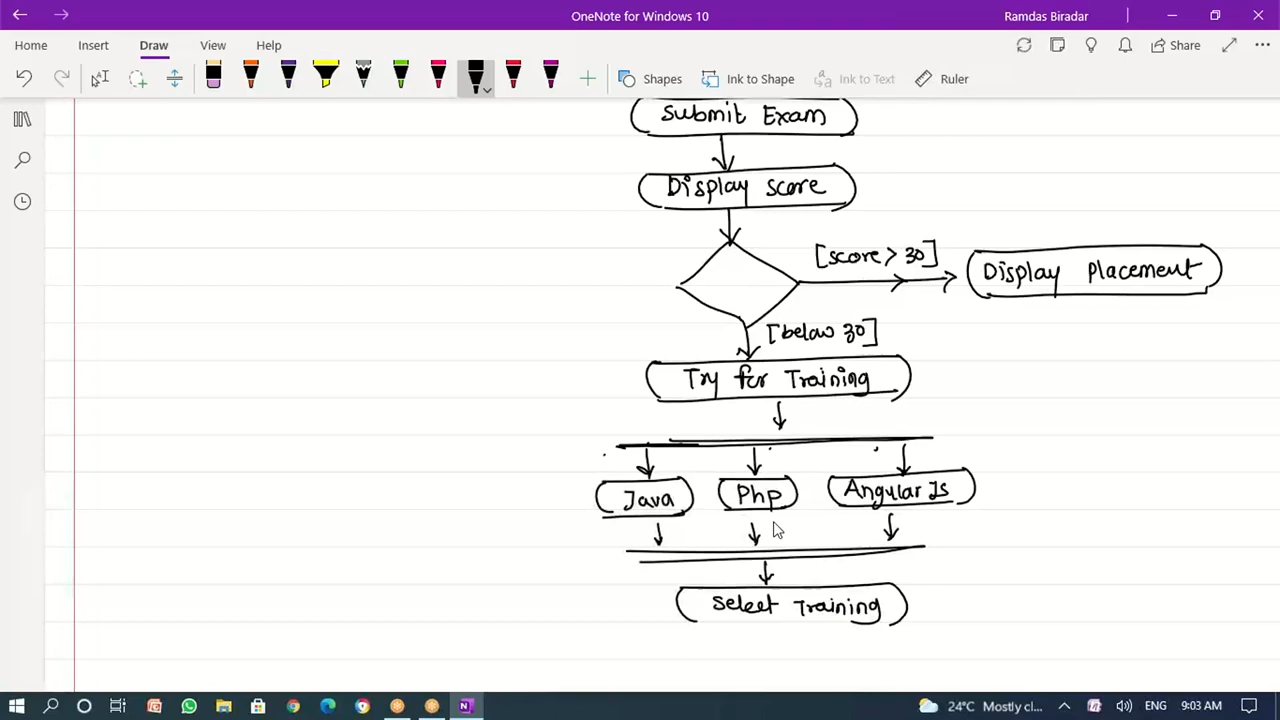 OneNote for Windows 10
Ramdas Biradar
Home Insert Draw View Help
Share
Shapes
Ink to Shape
Ink to Text
Ruler
Submit Exam
Display Score
[score > 30]
Display Placement
[below 30]
Try for Training
Java
Php
Angular Js
Select Training
24°C Mostly cl...
ENG
9:03 AM